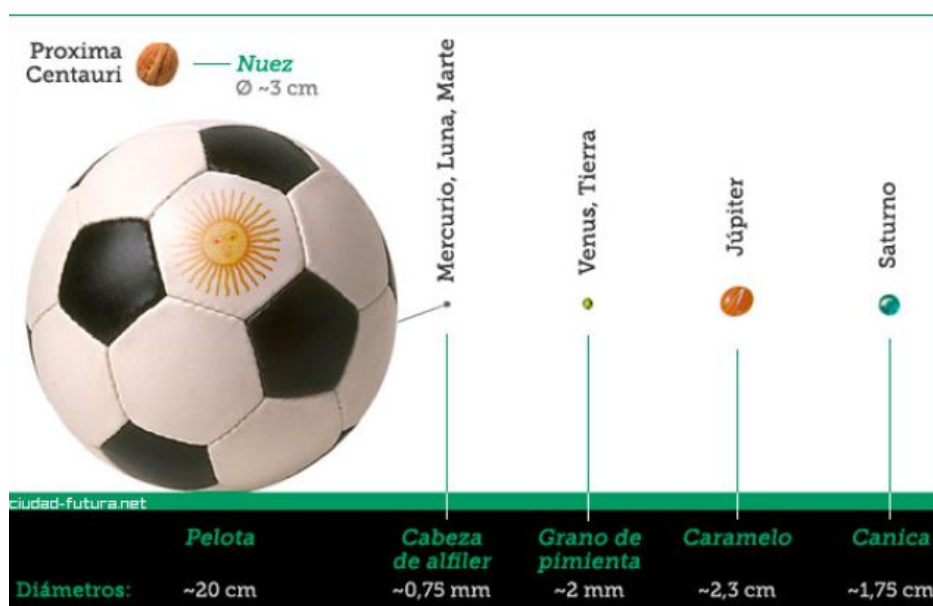 Proxima
Centauri
Nuez
Ø ~3 cm
Mercurio, Luna, Marte
Venus, Tierra
Júpiter
Saturno
ciudad-futura.net
Pelota
Cabeza
de alfiler
Grano de
pimienta
Caramelo
Canica
Diámetros:
~20 cm
~0,75 mm
~2 mm
~2,3 cm
~1,75 cm